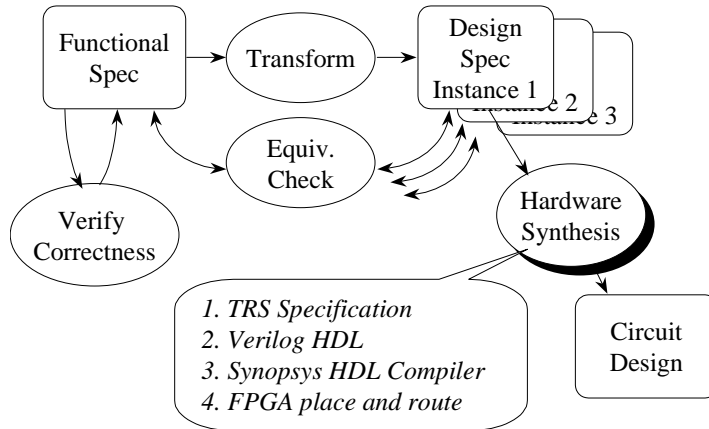 Functional
Spec
Transform
Design
Spec
Instance 1
Instance 2
Instance 3
Equiv.
Check
Verify
Correctness
Hardware
Synthesis
1. TRS Specification
2. Verilog HDL
3. Synopsys HDL Compiler
4. FPGA place and route
Circuit
Design